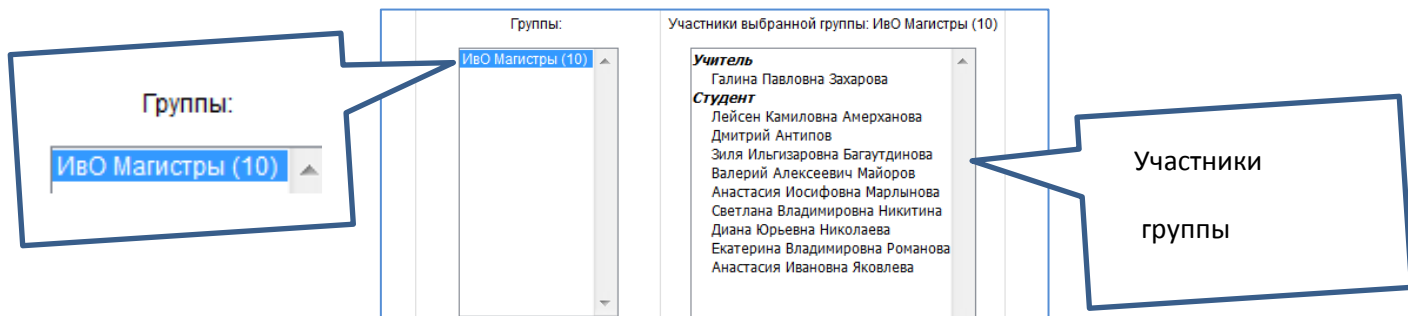 Группы:
ИвО Магистры (10)
Группы:
ИвО Магистры (10)
Участники выбранной группы: ИвО Магистры (10)
Учитель
Галина Павловна Захарова
Студент
Лейсен Камиловна Амерханова
Дмитрий Антипов
Зиля Ильгизаровна Багаутдинова
Валерий Алексеевич Майоров
Анастасия Иосифовна Марлынова
Светлана Владимировна Никитина
Диана Юрьевна Николаева
Екатерина Владимировна Романова
Анастасия Ивановна Яковлева
Участники
группы